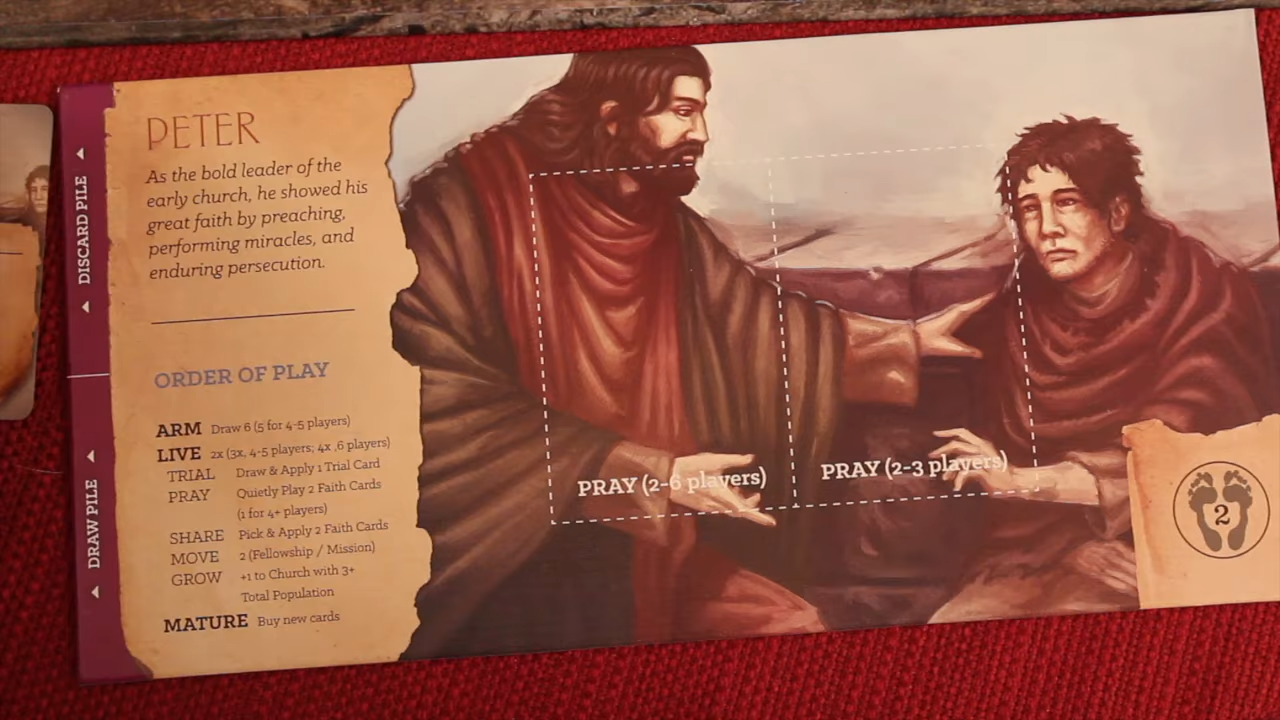 DISCARD PILE
DRAW PILE
PETER
As the bold leader of the
early church, he showed his
great faith by preaching,
performing miracles, and
enduring persecution.
ORDER OF PLAY
ARM Draw 6 (5 for 4-5 players)
LIVE 2x (3x, 4-5 players; 4x ,6 players)
TRIAL Draw & Apply 1 Trial Card
PRAY Quietly Play 2 Faith Cards
(1 for 4+ players)
SHARE Pick & Apply 2 Faith Cards
MOVE 2 (Fellowship / Mission)
GROW +1 to Church with 3+
Total Population
MATURE Buy new cards
PRAY (2-6 players)
PRAY (2-3 players)
2